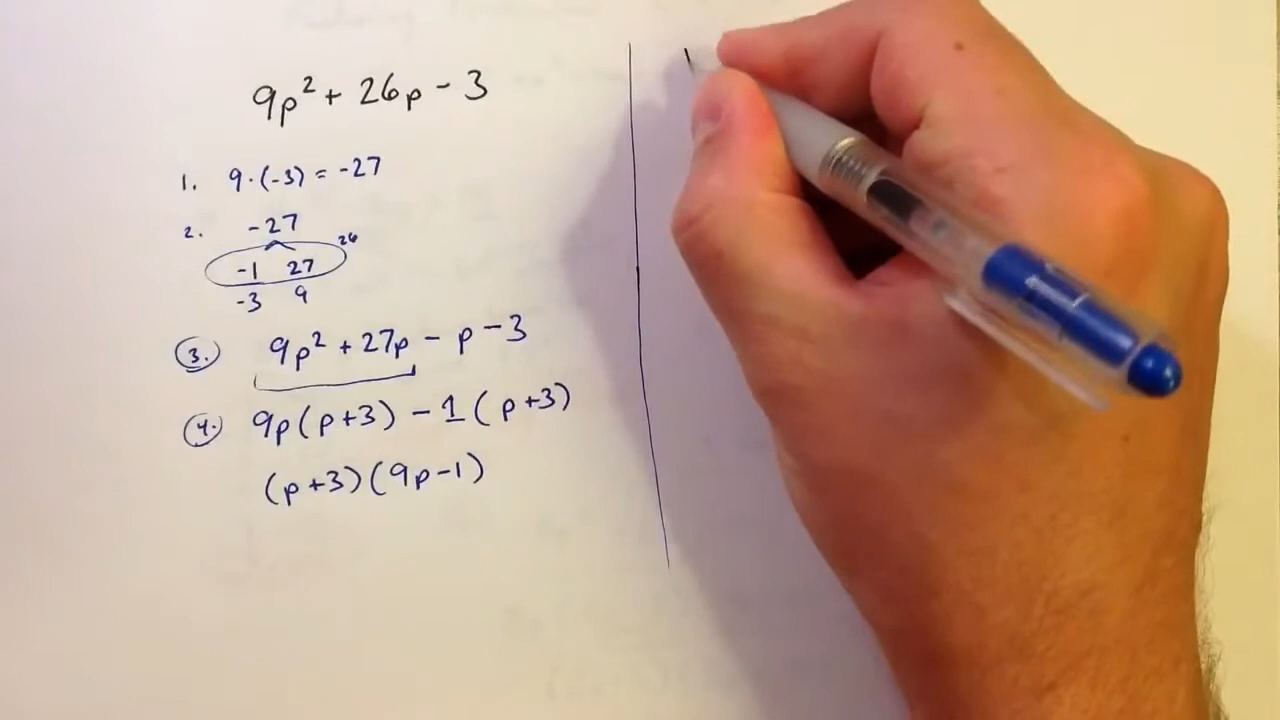 9p² + 26p - 3
1. 9·(-3) = -27
2. -27
26
-1 27
-3 9
3. 9p² + 27p - p - 3
4. 9p(p+3) - 1(p+3)
(p+3)(9p-1)